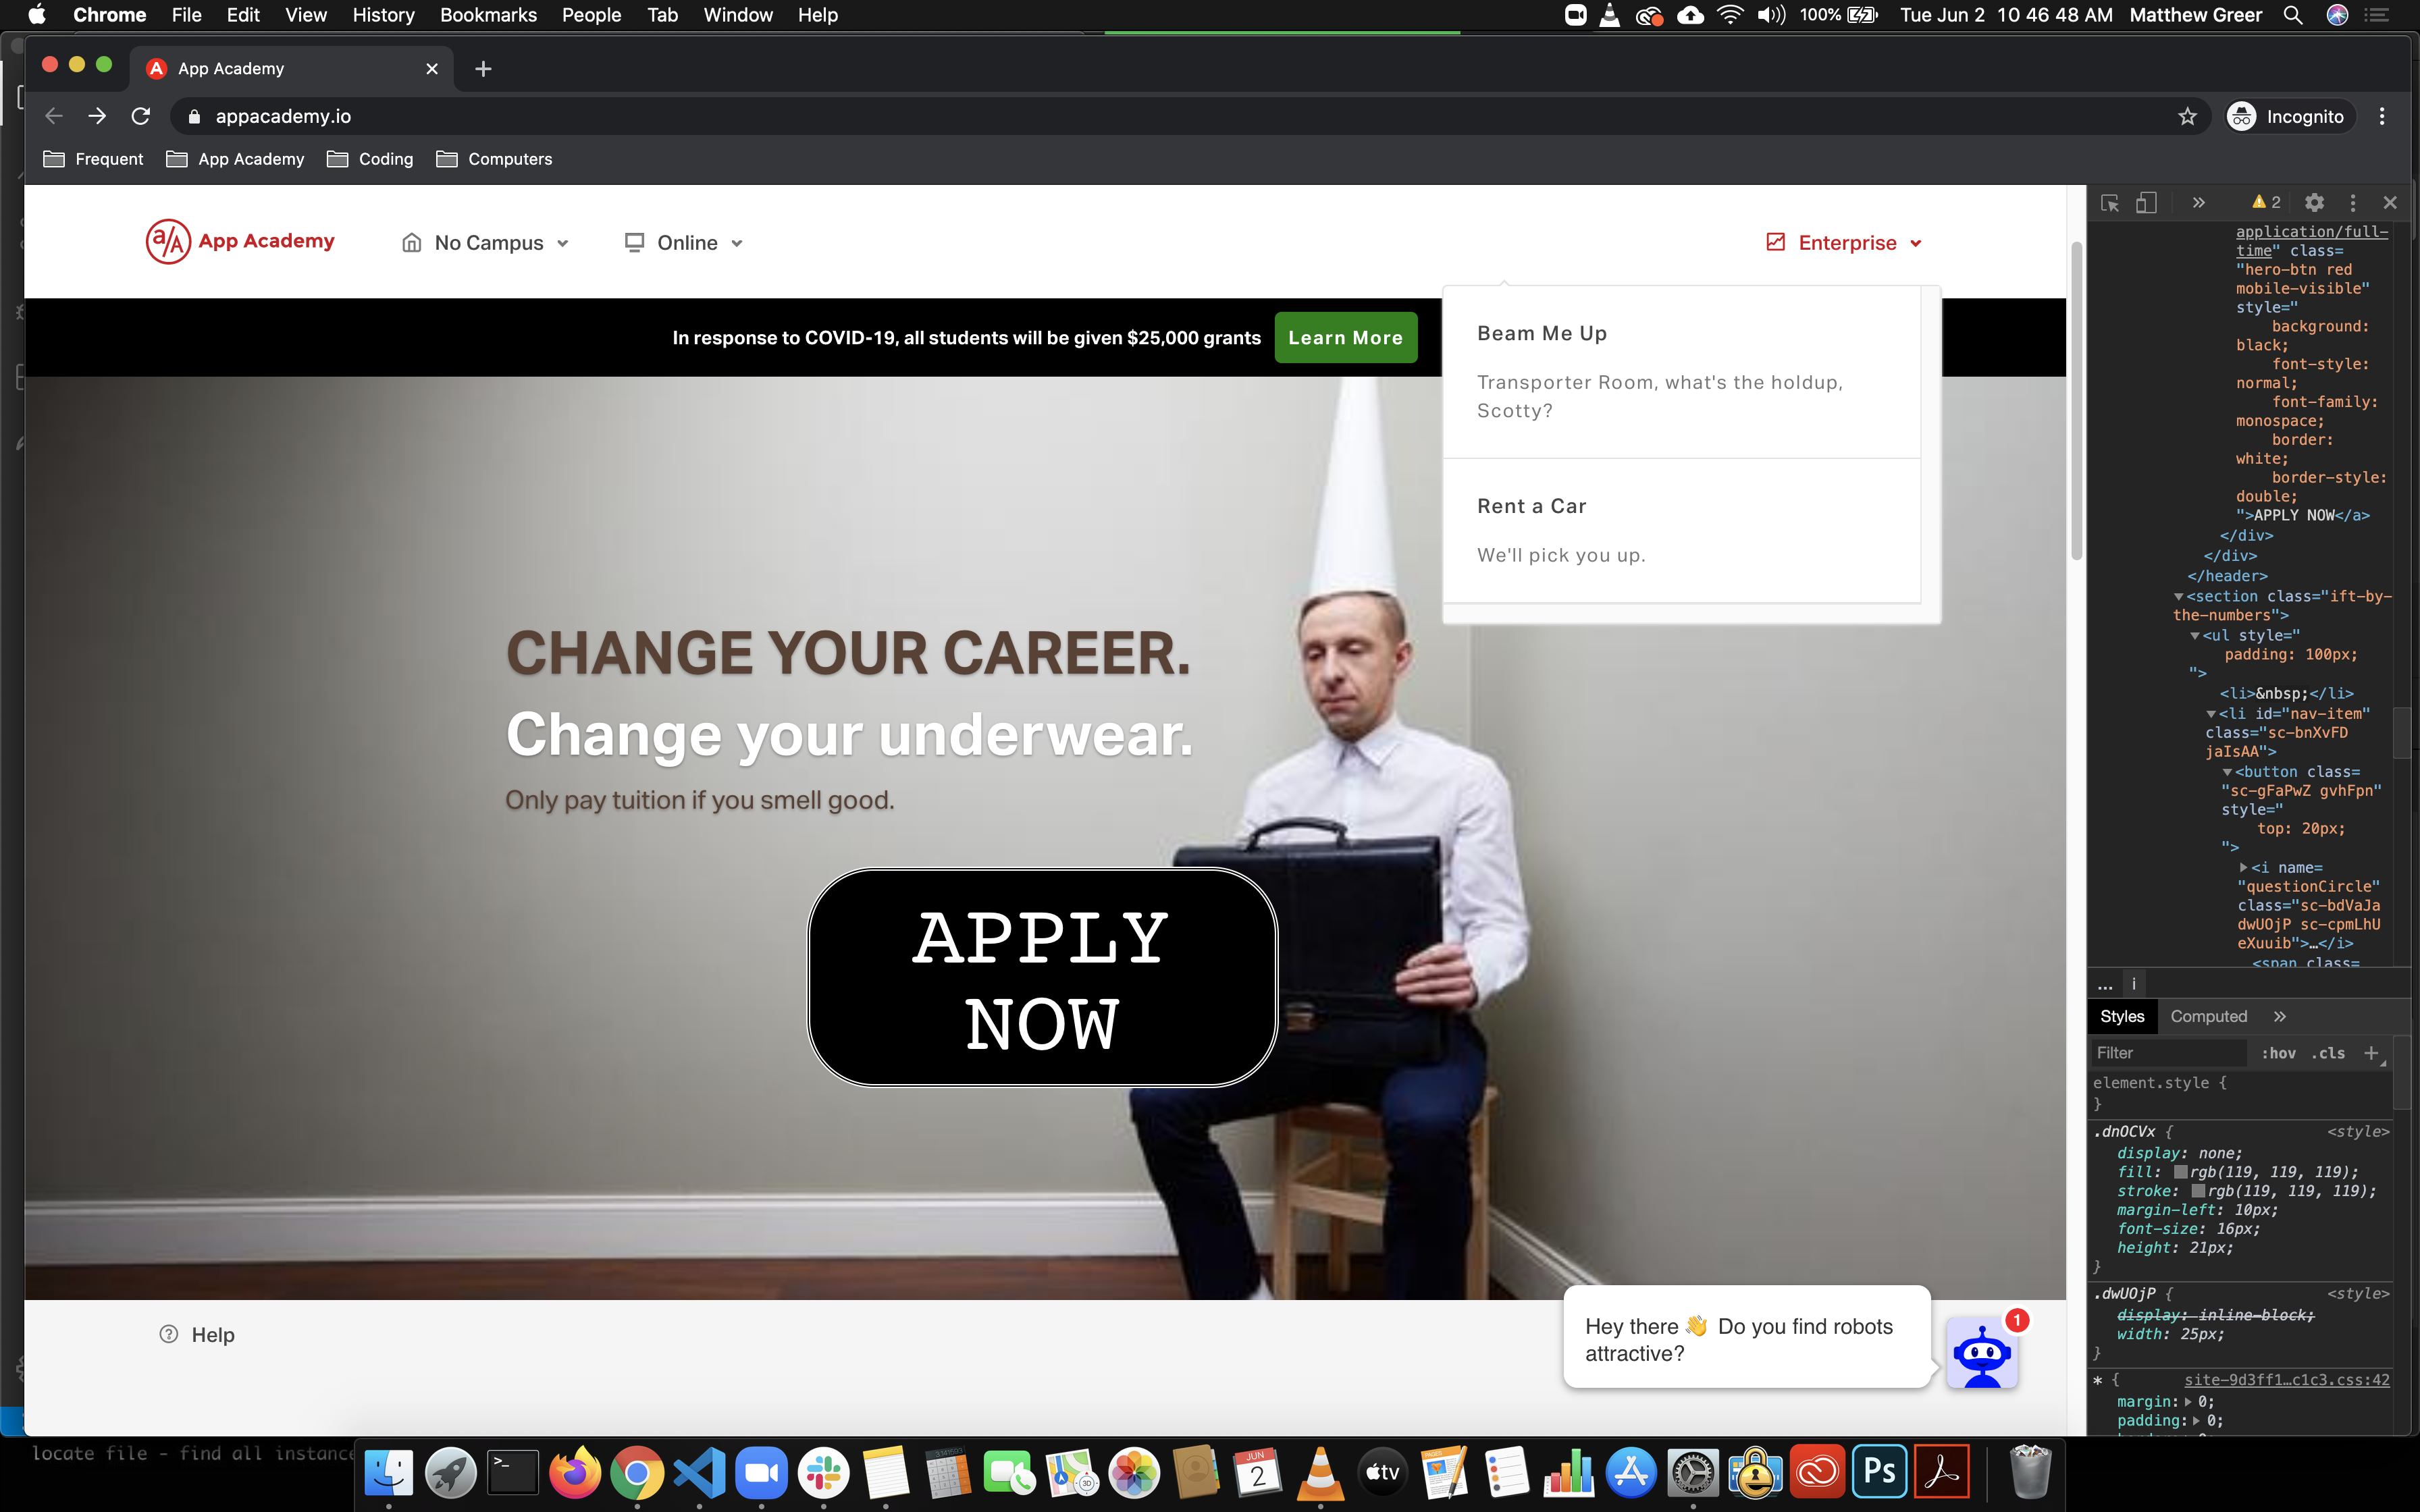 Chrome File Edit View History Bookmarks People Tab Window Help
100% Tue Jun 2 10 46 48 AM Matthew Greer
App Academy
appacademy.io
Incognito
Frequent App Academy Coding Computers
a/A App Academy
No Campus
Online
Enterprise
In response to COVID-19, all students will be given $25,000 grants
Learn More
Beam Me Up
Transporter Room, what's the holdup,
Scotty?
Rent a Car
We'll pick you up.
CHANGE YOUR CAREER.
Change your underwear.
Only pay tuition if you smell good.
APPLY
NOW
Help
Hey there 👋 Do you find robots
attractive?
1
2
application/full-
time" class=
"hero-btn red
mobile-visible"
style="
background:
black;
font-style:
normal;
font-family:
monospace;
border:
white;
border-style:
double;
">APPLY NOW</a>
</div>
</div>
</header>
▼<section class="ift-by-
the-numbers">
▼<ul style="
padding: 100px;
">
<li>&nbsp;</li>
▼<li id="nav-item"
class="sc-bnXvFD
jaIsAA">
▼<button class=
"sc-gFaPwZ gvhFpn"
style="
top: 20px;
">
▶<i name=
"questionCircle"
class="sc-bdVaJa
dwUOjP sc-cpmLhU
eXuuib">…</i>
<span class=
... i
Styles Computed »
Filter :hov .cls +
element.style {
}
.dnOCVx { <style>
display: none;
fill: rgb(119, 119, 119);
stroke: rgb(119, 119, 119);
margin-left: 10px;
font-size: 16px;
height: 21px;
}
.dwUOjP { <style>
display: inline-block;
width: 25px;
}
* { site-9d3ff1…c1c3.css:42
margin: ▶ 0;
padding: ▶ 0;
locate file - find all instance
JUN
2
tv
Ps